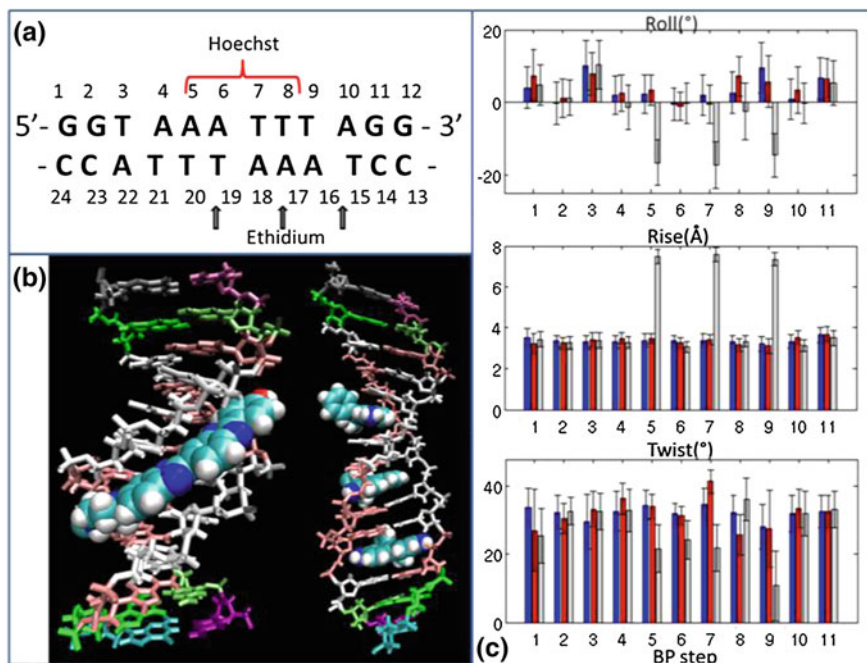 (a)
Hoechst
1 2 3 4 5 6 7 8 9 10 11 12
5’- G G T A A A T T T A G G - 3’
C C A T T T A A A T C C -
24 23 22 21 20 19 18 17 16 15 14 13
Ethidium
(b)
Roll(°)
20
0
-20
1 2 3 4 5 6 7 8 9 10 11
Rise(Å)
8
6
4
2
0
1 2 3 4 5 6 7 8 9 10 11
Twist(°)
40
20
0
1 2 3 4 5 6 7 8 9 10 11
(c)
BP step